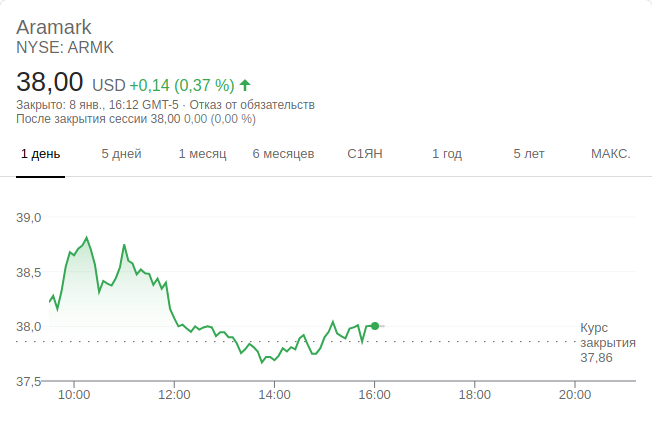 Aramark
NYSE: ARMK
38,00 USD +0,14 (0,37 %)
Закрыто: 8 янв., 16:12 GMT-5 · Отказ от обязательств
После закрытия сессии 38,00 0,00 (0,00 %)
1 день 5 дней 1 месяц 6 месяцев С1ЯН 1 год 5 лет МАКС.
39,0
38,5
38,0
Курс
закрытия
37,86
37,5
10:00 12:00 14:00 16:00 18:00 20:00